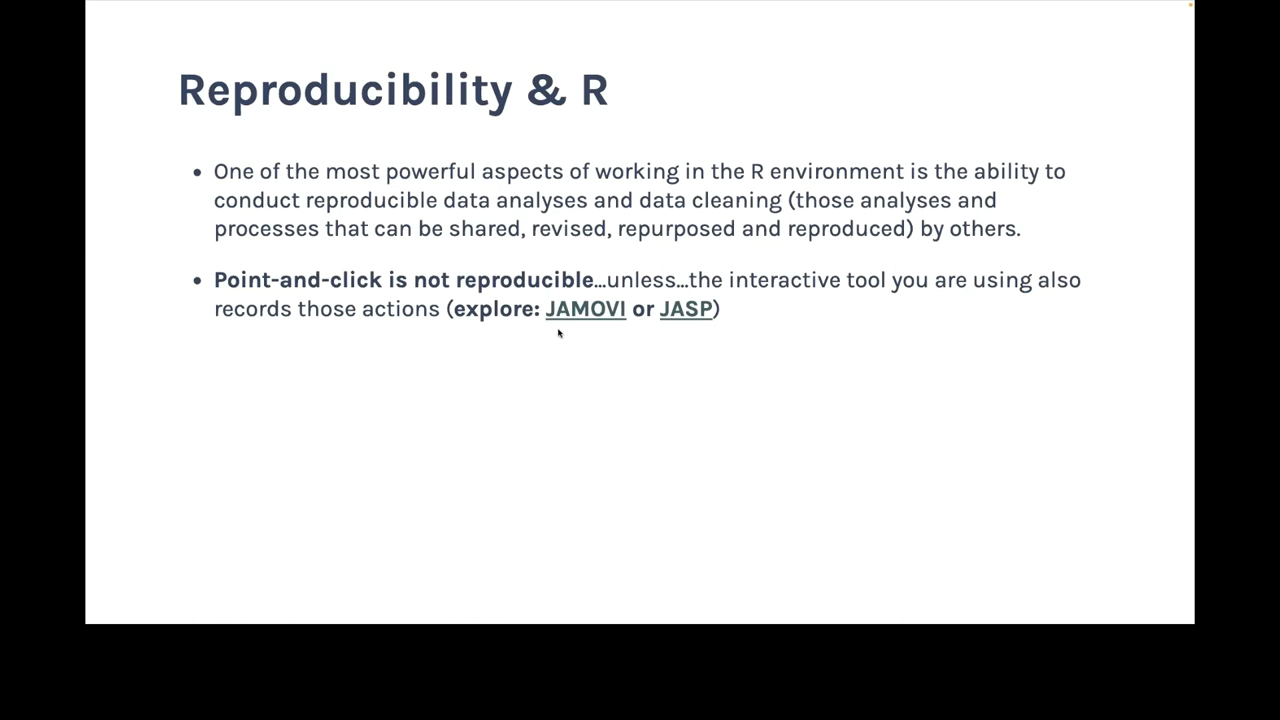 Reproducibility & R
• One of the most powerful aspects of working in the R environment is the ability to
conduct reproducible data analyses and data cleaning (those analyses and
processes that can be shared, revised, repurposed and reproduced) by others.
• Point-and-click is not reproducible…unless…the interactive tool you are using also
records those actions (explore: JAMOVI or JASP)